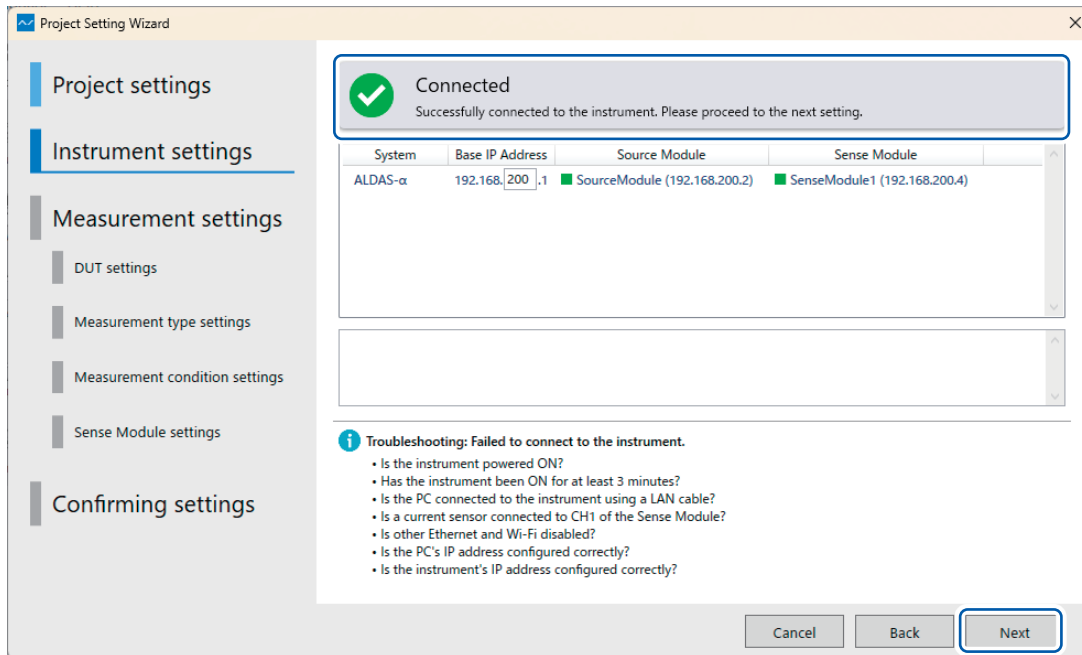 Project Setting Wizard
Project settings
Instrument settings
Measurement settings
DUT settings
Measurement type settings
Measurement condition settings
Sense Module settings
Confirming settings
Connected
Successfully connected to the instrument. Please proceed to the next setting.
System Base IP Address Source Module Sense Module
ALDAS-α 192.168. 200 .1 SourceModule (192.168.200.2) SenseModule1 (192.168.200.4)
Troubleshooting: Failed to connect to the instrument.
• Is the instrument powered ON?
• Has the instrument been ON for at least 3 minutes?
• Is the PC connected to the instrument using a LAN cable?
• Is a current sensor connected to CH1 of the Sense Module?
• Is other Ethernet and Wi-Fi disabled?
• Is the PC's IP address configured correctly?
• Is the instrument's IP address configured correctly?
Cancel Back Next